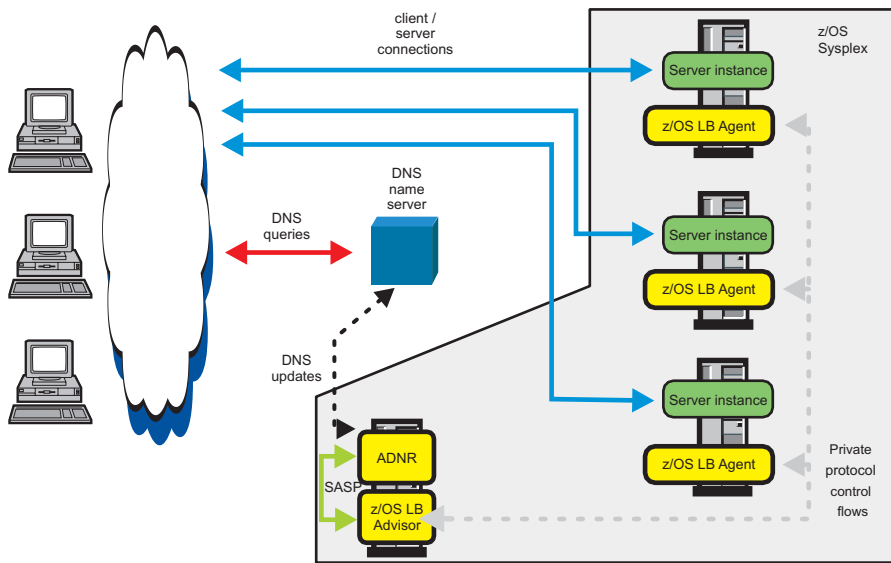 client /
server
connections
z/OS
Sysplex
Server instance
z/OS LB Agent
DNS
name
server
DNS
queries
Server instance
z/OS LB Agent
DNS
updates
Server instance
z/OS LB Agent
ADNR
SASP
z/OS LB
Advisor
Private
protocol
control
flows